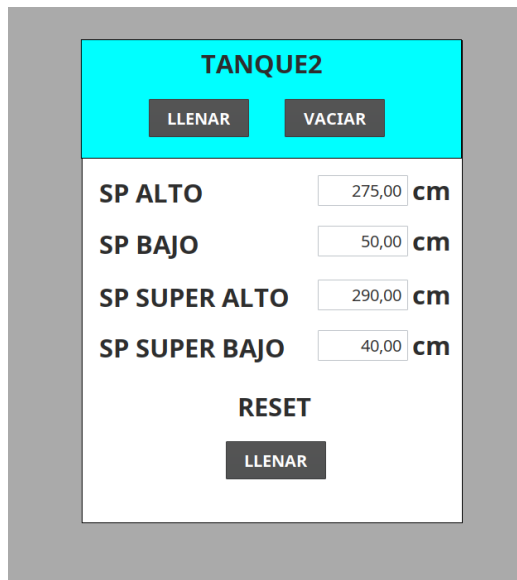 TANQUE2
LLENAR VACIAR
SP ALTO 275,00 cm
SP BAJO 50,00 cm
SP SUPER ALTO 290,00 cm
SP SUPER BAJO 40,00 cm
RESET
LLENAR